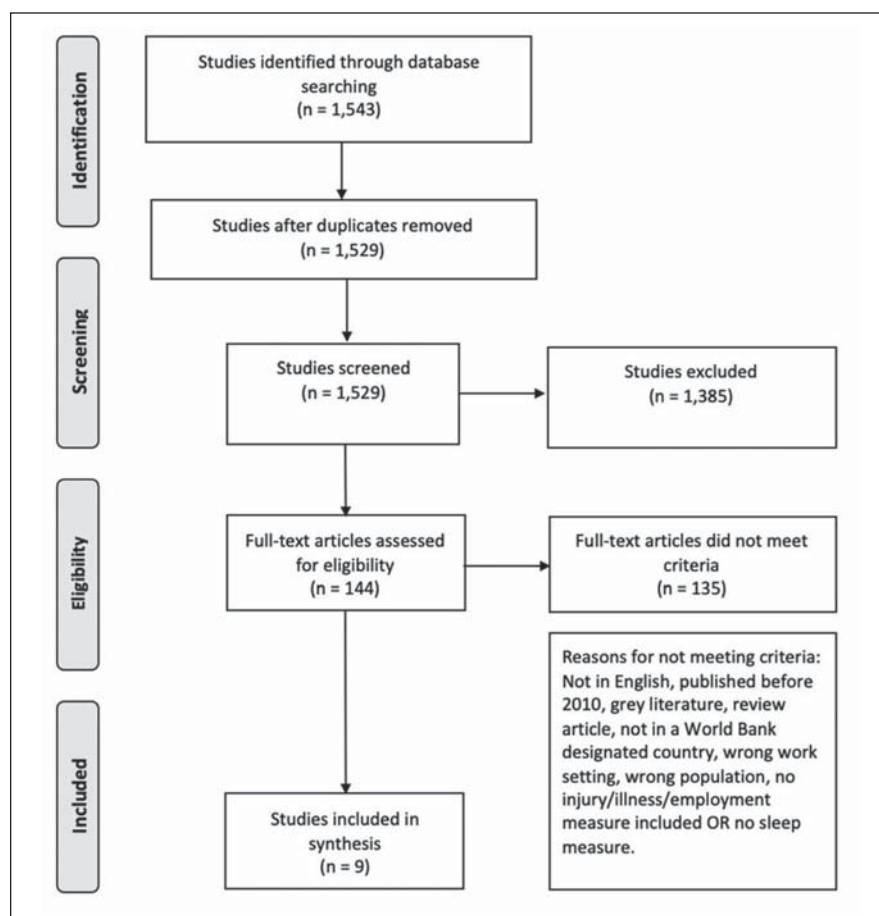 Identification
Studies identified through database
searching
(n = 1,543)
Studies after duplicates removed
(n = 1,529)
Screening
Studies screened
(n = 1,529)
Studies excluded
(n = 1,385)
Eligibility
Full-text articles assessed
for eligibility
(n = 144)
Full-text articles did not meet
criteria
(n = 135)
Reasons for not meeting criteria:
Not in English, published before
2010, grey literature, review
article, not in a World Bank
designated country, wrong work
setting, wrong population, no
injury/illness/employment
measure included OR no sleep
measure.
Included
Studies included in
synthesis
(n = 9)